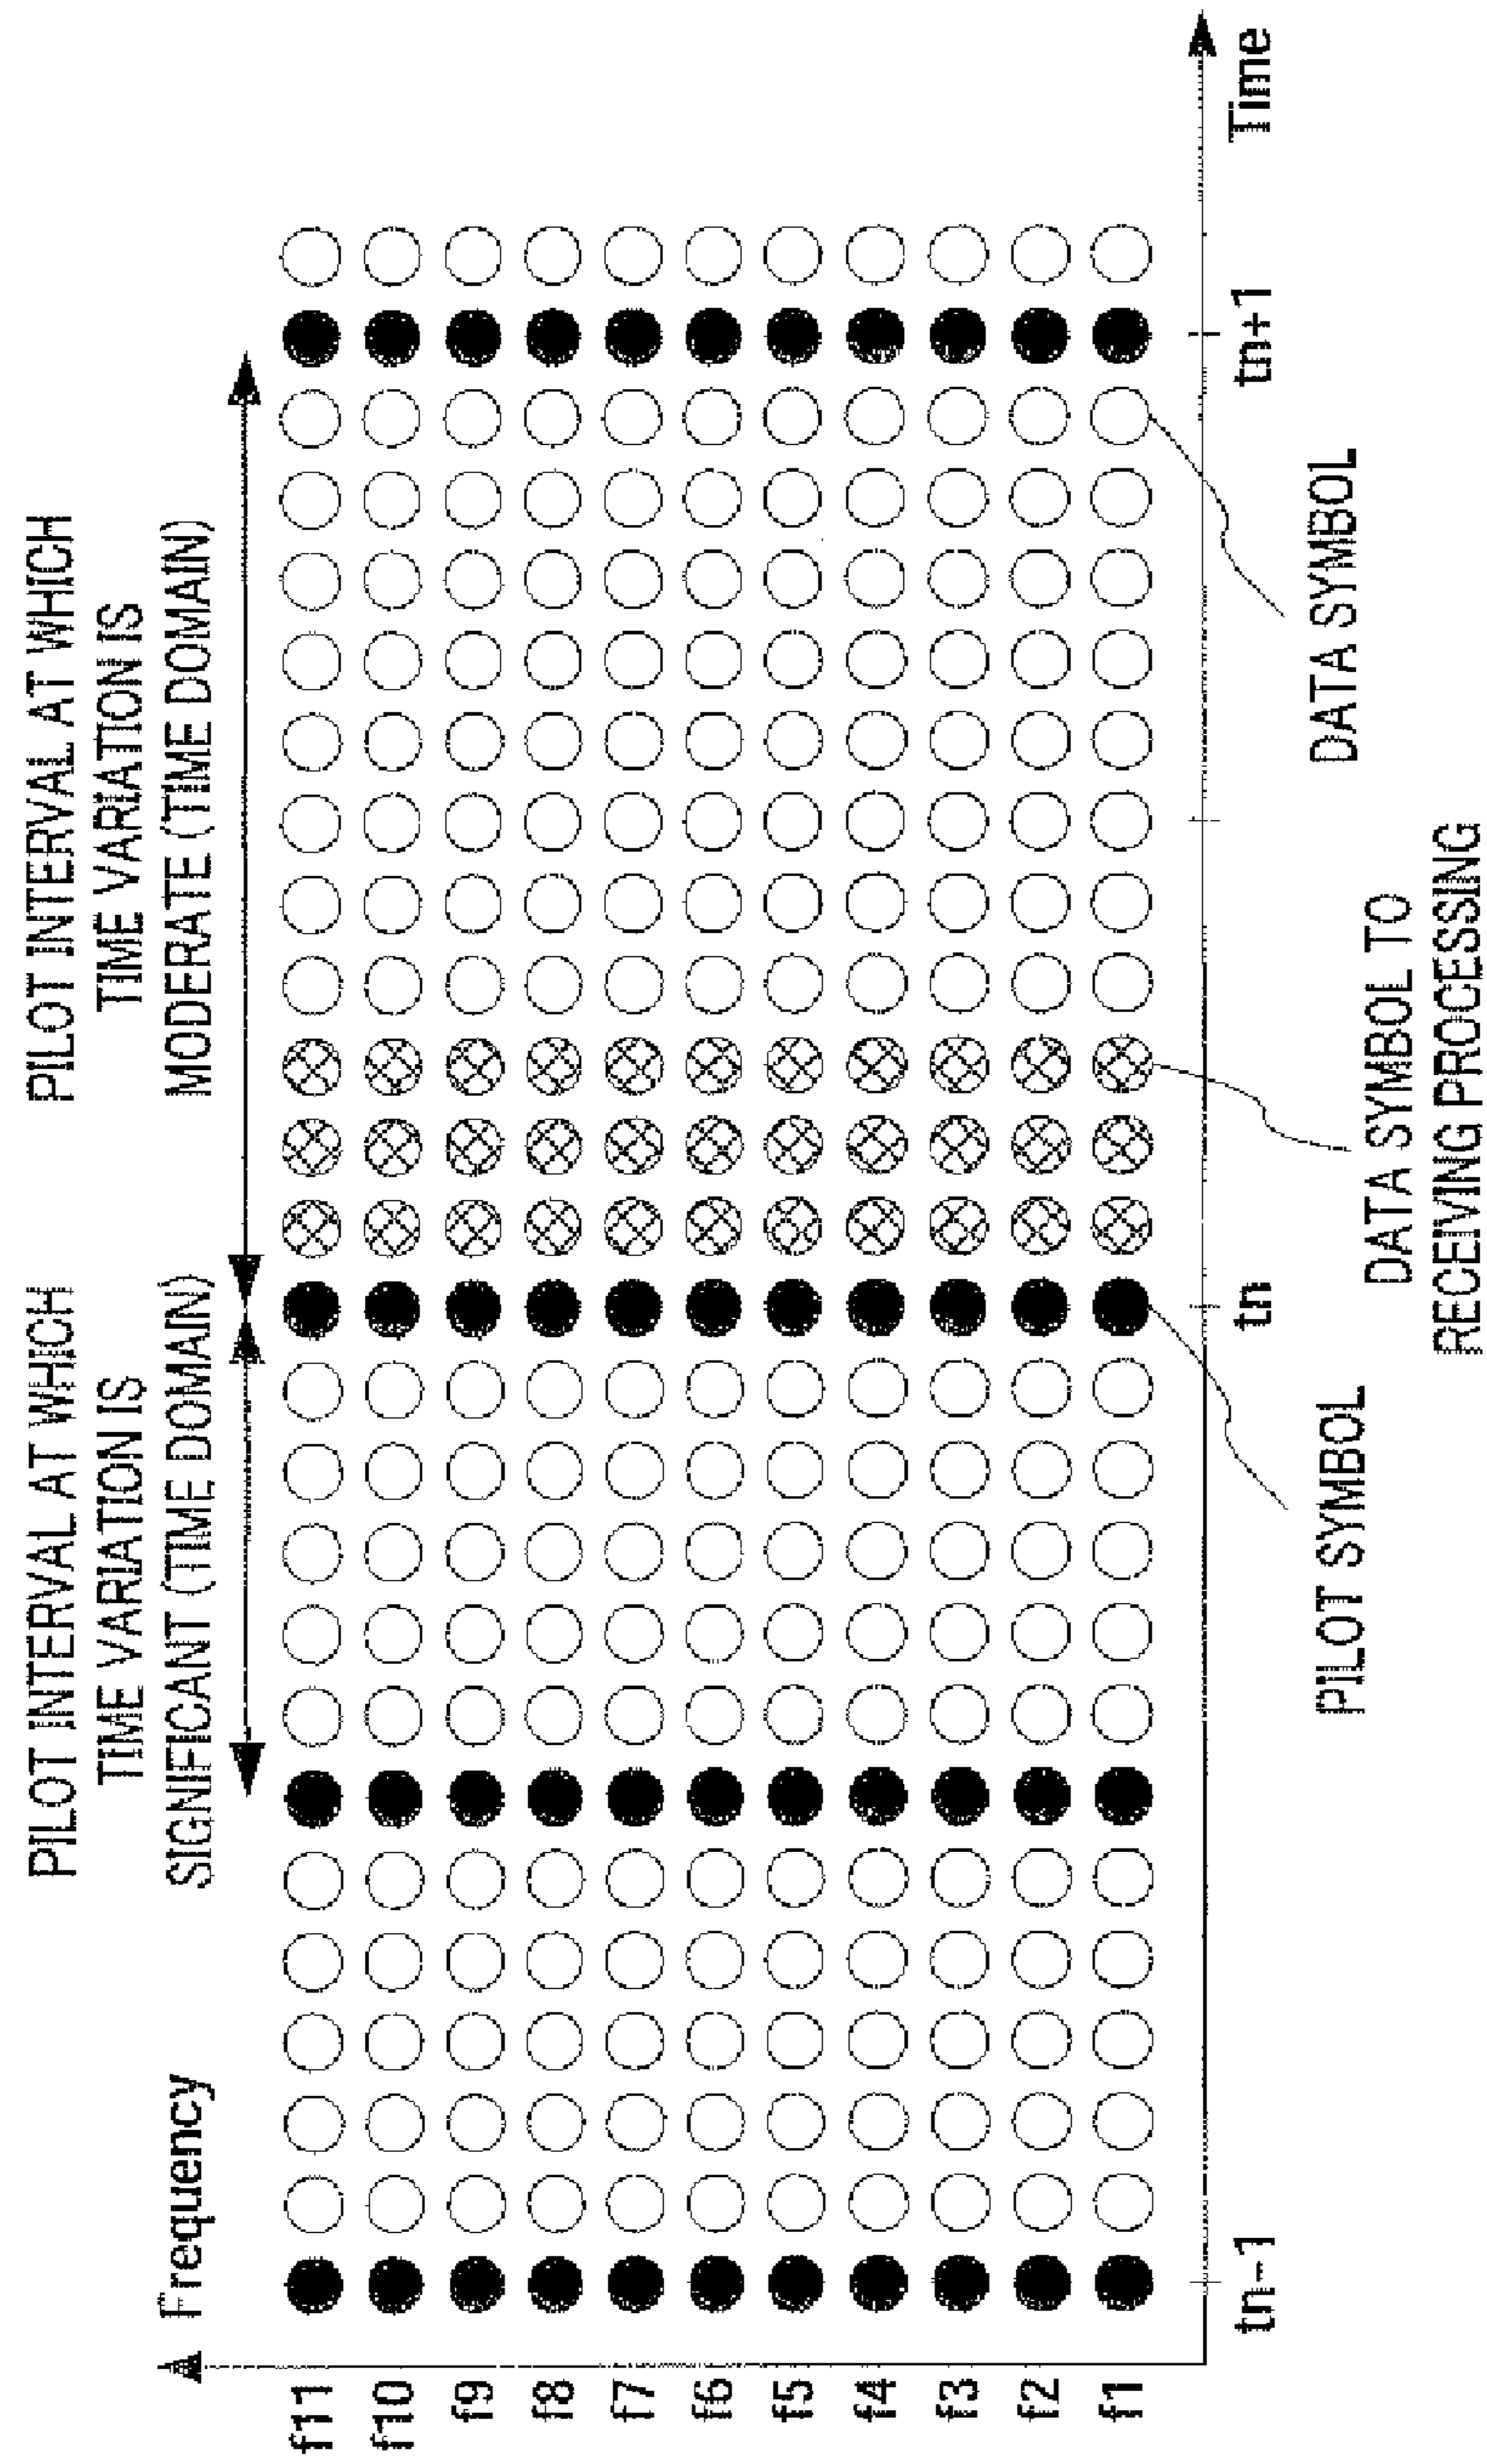 PILOT INTERVAL AT WHICH
TIME VARIATION IS
SIGNIFICANT (TIME DOMAIN)
PILOT INTERVAL AT WHICH
TIME VARIATION IS
MODERATE (TIME DOMAIN)
Frequency
f11
f10
f9
f8
f7
f6
f5
f4
f3
f2
f1
tn-1
tn
tn+1
Time
PILOT SYMBOL
DATA SYMBOL TO
RECEIVING PROCESSING
DATA SYMBOL